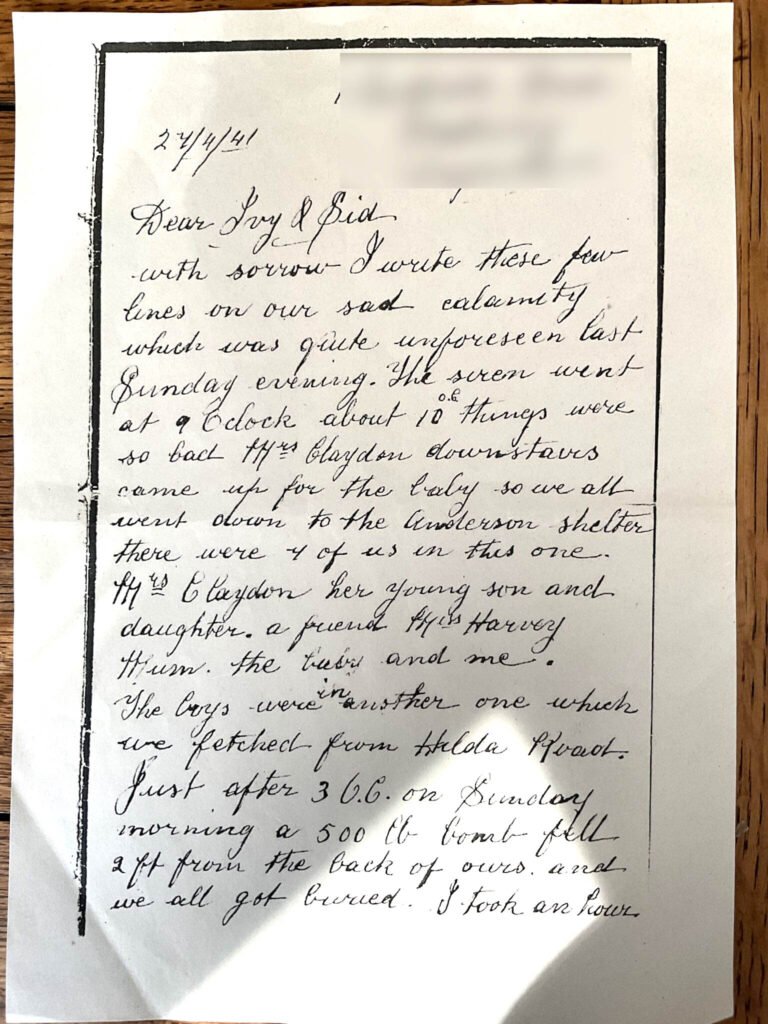 27/4/41
Dear Ivy & Sid
with sorrow I write these few
lines on our sad calamity
which was quite unforeseen last
Sunday evening. The siren went
at 9 O'Clock about 10 o.c things were
so bad Mrs Claydon downstairs
came up for the baby so we all
went down to the Anderson shelter
there were 7 of us in this one.
Mrs Claydon her young son and
daughter. a friend Mrs Harvey
Mum. the baby and me.
The boys were in another one which
we fetched from Hilda Road.
Just after 3 O.C. on Sunday
morning a 500 lb bomb fell
2 ft from the back of ours. and
we all got buried. I took an hour